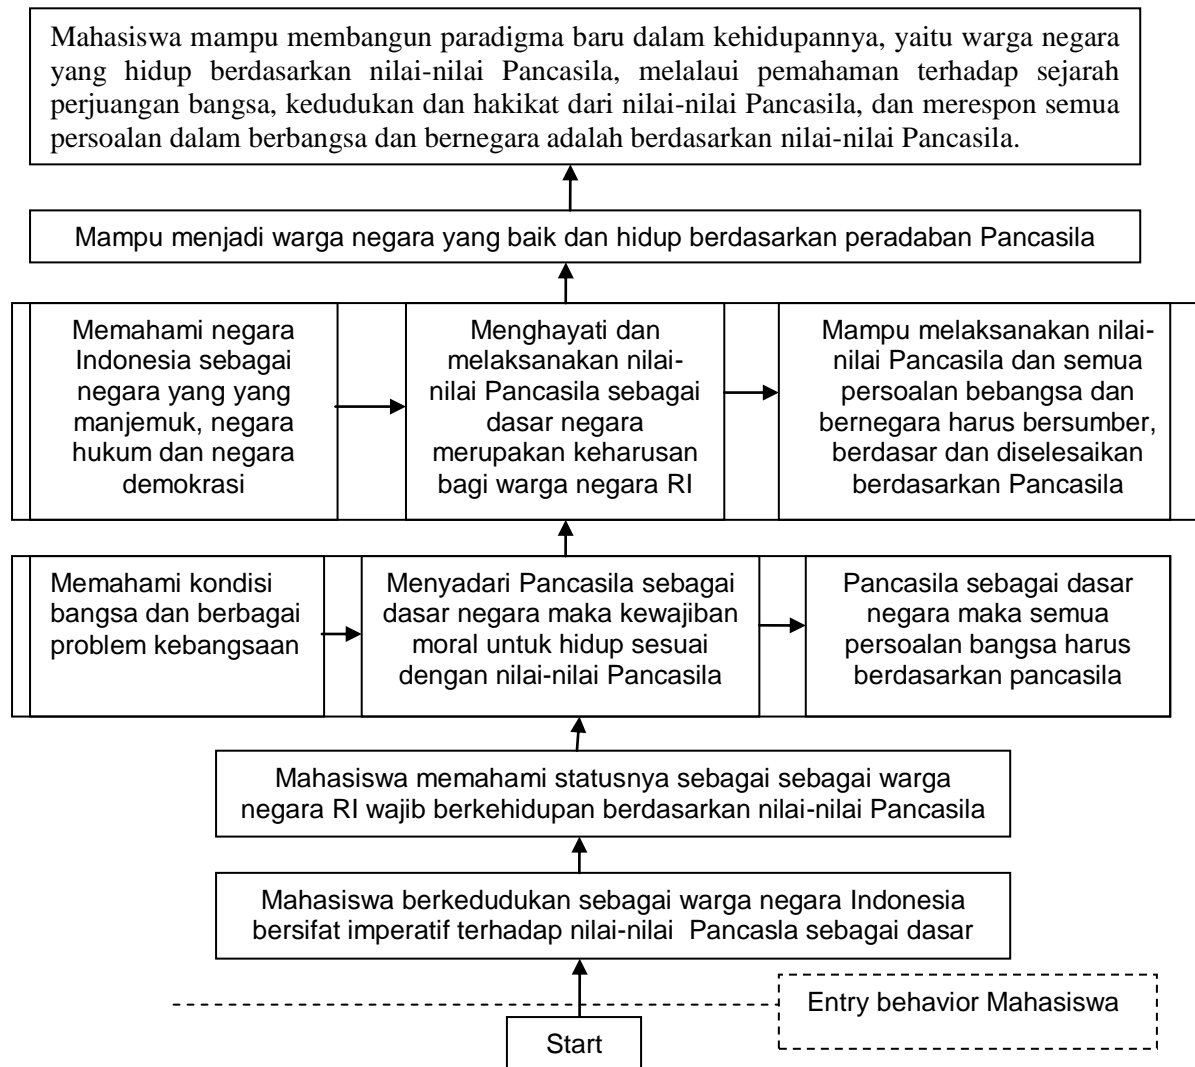 Mahasiswa mampu membangun paradigma baru dalam kehidupannya, yaitu warga negara
yang hidup berdasarkan nilai-nilai Pancasila, melalaui pemahaman terhadap sejarah
perjuangan bangsa, kedudukan dan hakikat dari nilai-nilai Pancasila, dan merespon semua
persoalan dalam berbangsa dan bernegara adalah berdasarkan nilai-nilai Pancasila.
Mampu menjadi warga negara yang baik dan hidup berdasarkan peradaban Pancasila
Memahami negara
Indonesia sebagai
negara yang yang
manjemuk, negara
hukum dan negara
demokrasi
Menghayati dan
melaksanakan nilai-
nilai Pancasila sebagai
dasar negara
merupakan keharusan
bagi warga negara RI
Mampu melaksanakan nilai-
nilai Pancasila dan semua
persoalan bebangsa dan
bernegara harus bersumber,
berdasar dan diselesaikan
berdasarkan Pancasila
Memahami kondisi
bangsa dan berbagai
problem kebangsaan
Menyadari Pancasila sebagai
dasar negara maka kewajiban
moral untuk hidup sesuai
dengan nilai-nilai Pancasila
Pancasila sebagai dasar
negara maka semua
persoalan bangsa harus
berdasarkan pancasila
Mahasiswa memahami statusnya sebagai sebagai warga
negara RI wajib berkehidupan berdasarkan nilai-nilai Pancasila
Mahasiswa berkedudukan sebagai warga negara Indonesia
bersifat imperatif terhadap nilai-nilai Pancasla sebagai dasar
Entry behavior Mahasiswa
Start